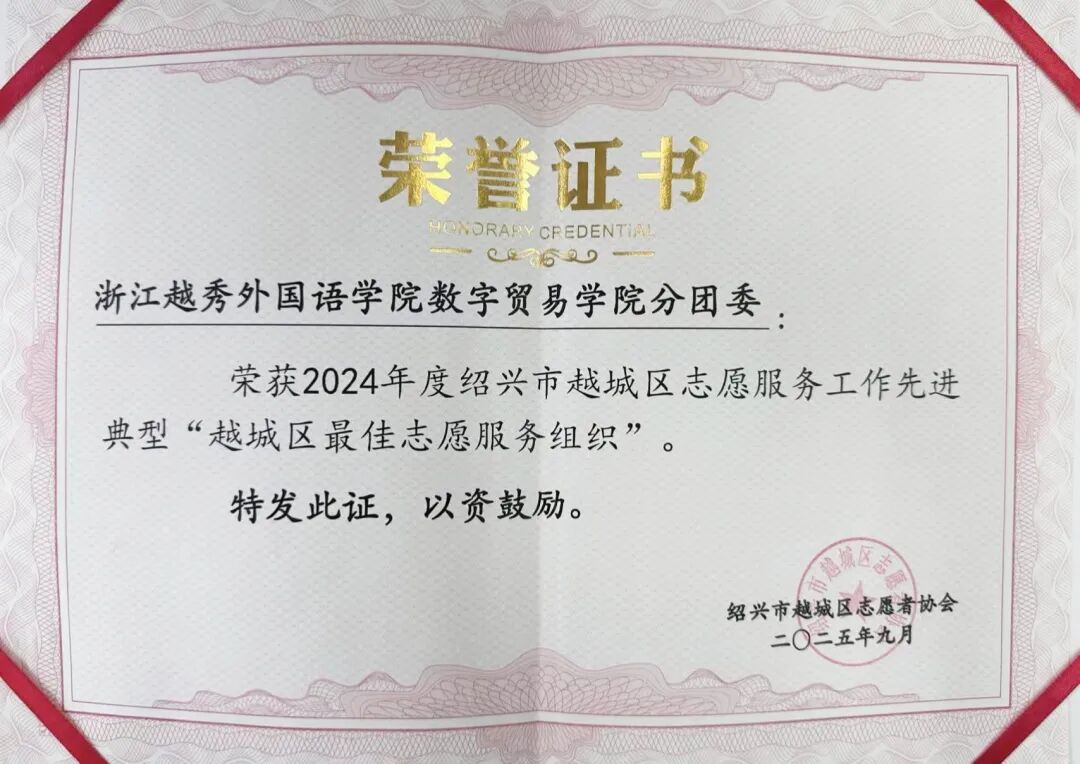 荣誉证书
HONORARY CREDENTIAL
浙江越秀外国语学院数字贸易学院分团委：
荣获2024年度绍兴市越城区志愿服务工作先进
典型“越城区最佳志愿服务组织”。
特发此证，以资鼓励。
绍兴市越城区志愿者协会
二〇二五年九月